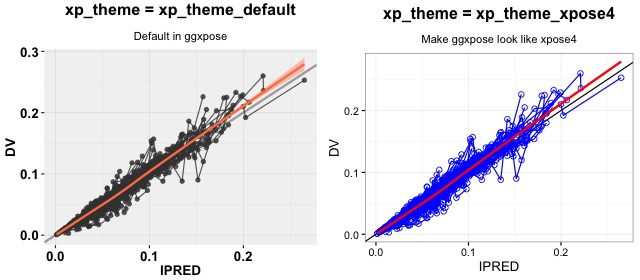 xp_theme = xp_theme_default
Default in ggxpose
0.3
0.2
0.1
0.0
DV
0.0
0.1
0.2
IPRED
xp_theme = xp_theme_xpose4
Make ggxpose look like xpose4
0.2
0.1
0.0
DV
0.0
0.1
0.2
IPRED